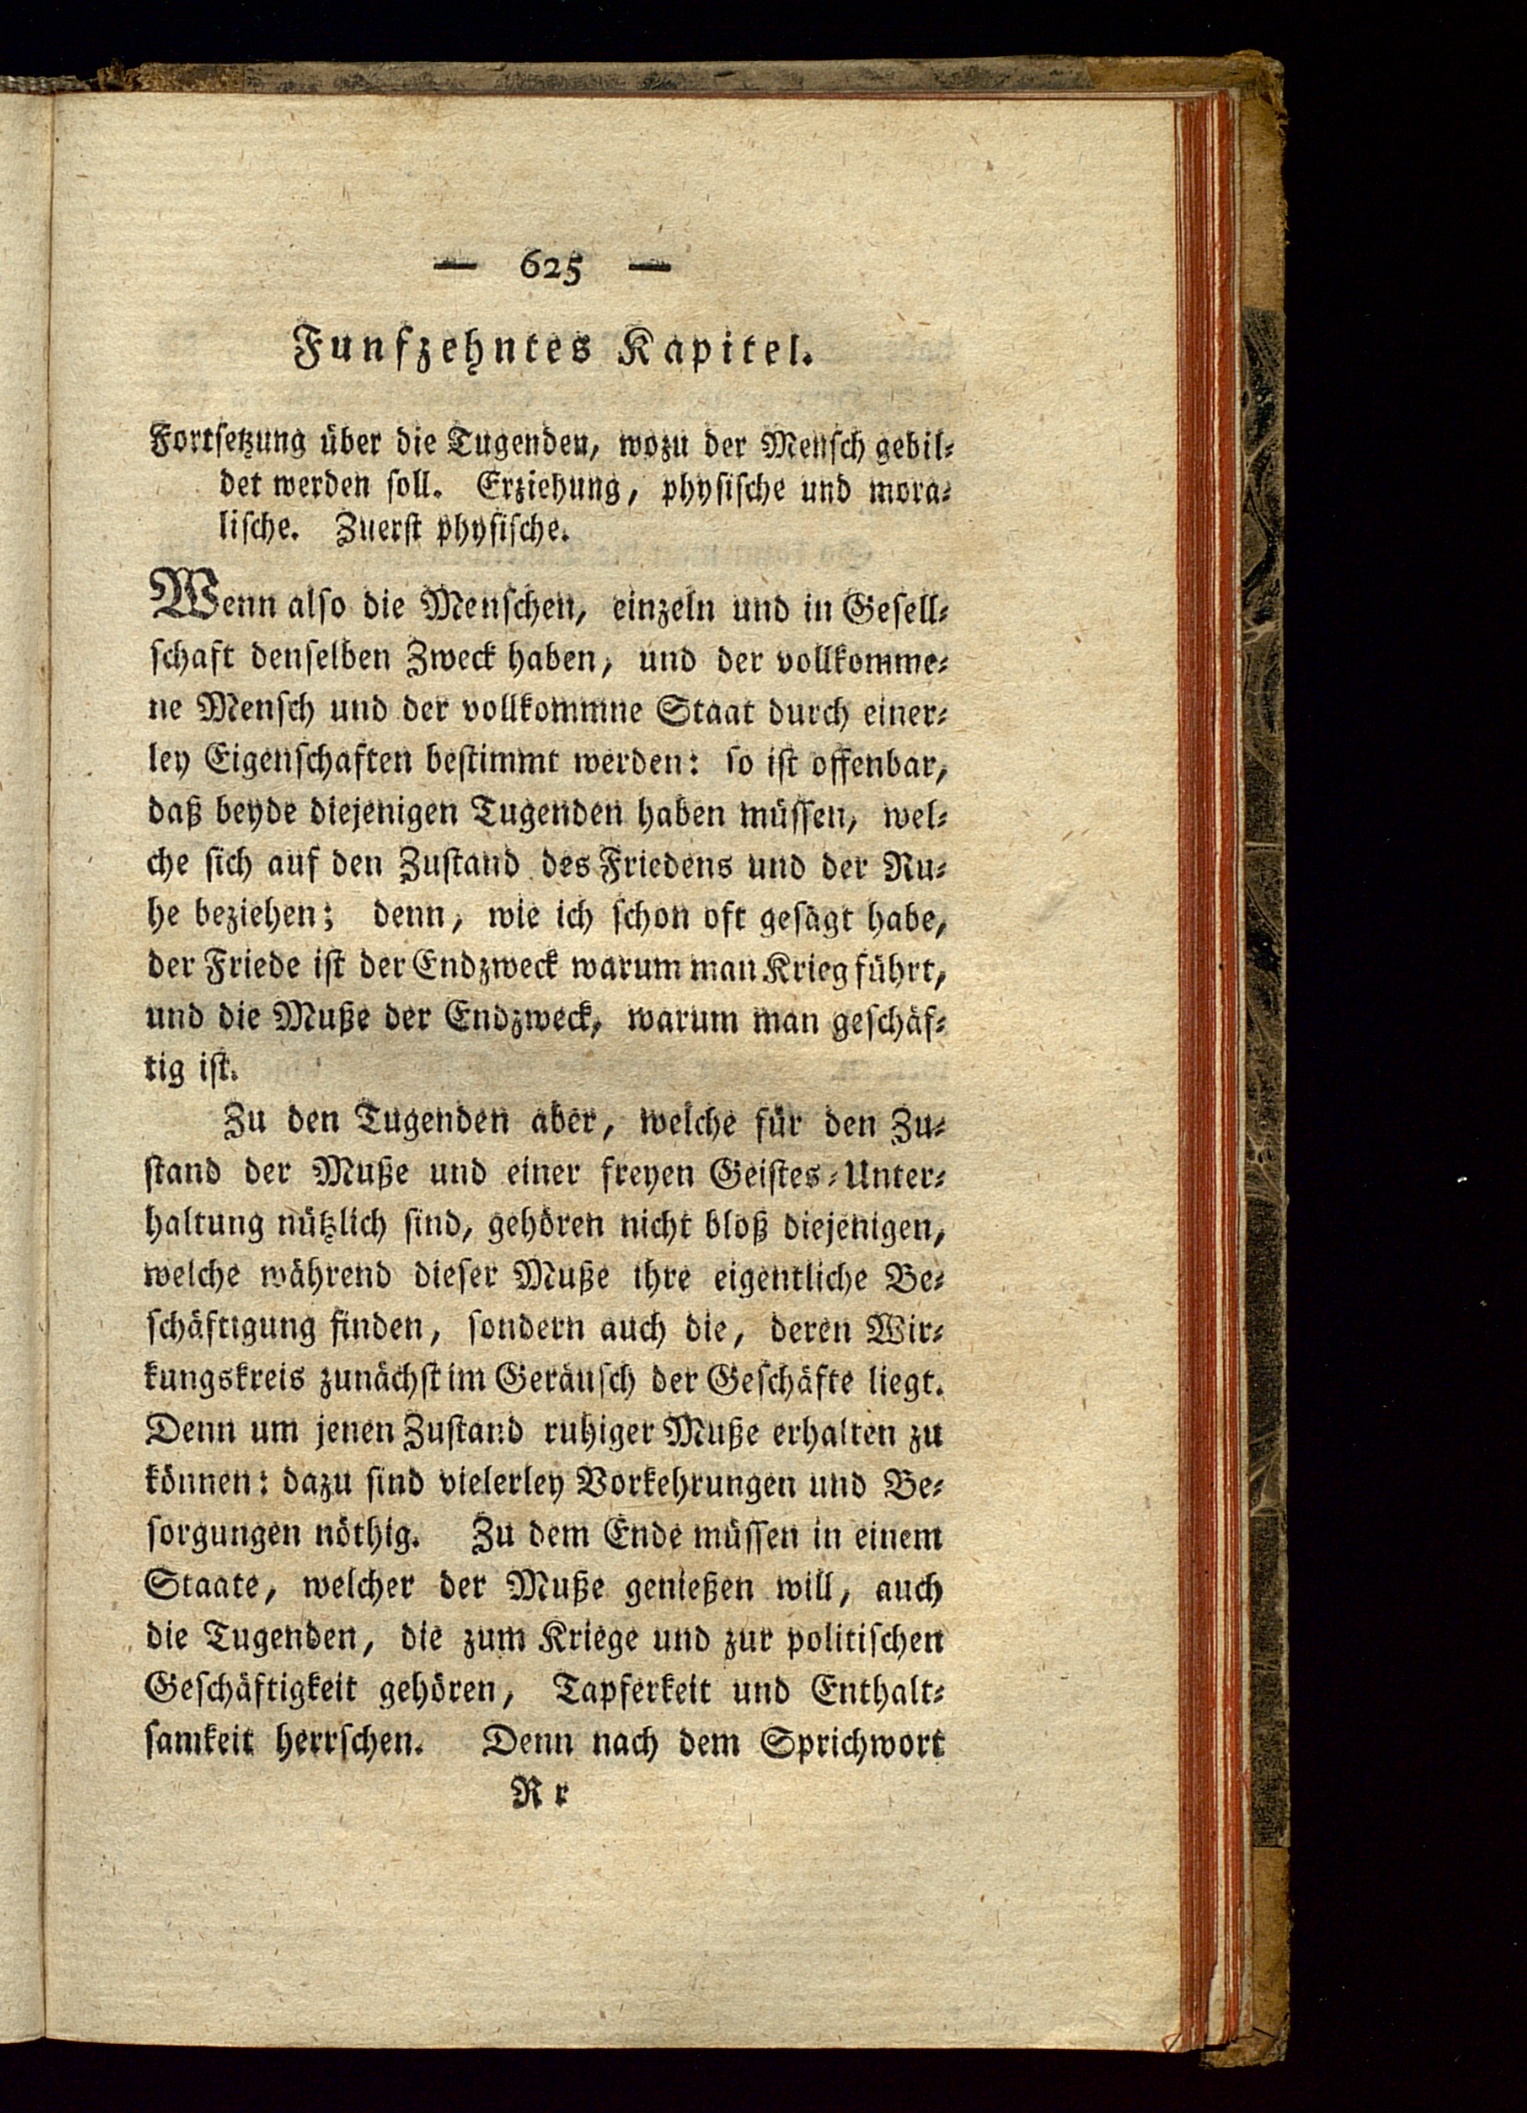 — 625 —
Funfzehntes Kapitel.
Fortsetzung über die Tugenden, wozu der Mensch gebil⸗
det werden soll. Erziehung, physische und mora⸗
lische. Zuerst physische.
Wenn also die Menschen, einzeln und in Gesell⸗
schaft denselben Zweck haben, und der vollkomme⸗
ne Mensch und der vollkommne Staat durch einer⸗
ley Eigenschaften bestimmt werden: so ist offenbar,
daß beyde diejenigen Tugenden haben müssen, wel⸗
che sich auf den Zustand des Friedens und der Ru⸗
he beziehen; denn, wie ich schon oft gesagt habe,
der Friede ist der Endzweck warum man Krieg führt,
und die Muße der Endzweck, warum man geschäf⸗
tig ist.
Zu den Tugenden aber, welche für den Zu⸗
stand der Muße und einer freyen Geistes⸗Unter⸗
haltung nützlich sind, gehören nicht bloß diejenigen,
welche während dieser Muße ihre eigentliche Be⸗
schäftigung finden, sondern auch die, deren Wir⸗
kungskreis zunächst im Geräusch der Geschäfte liegt.
Denn um jenen Zustand ruhiger Muße erhalten zu
können: dazu sind vielerley Vorkehrungen und Be⸗
sorgungen nöthig. Zu dem Ende müssen in einem
Staate, welcher der Muße genießen will, auch
die Tugenden, die zum Kriege und zur politischen
Geschäftigkeit gehören, Tapferkeit und Enthalt⸗
samkeit herrschen. Denn nach dem Sprichwort
R r